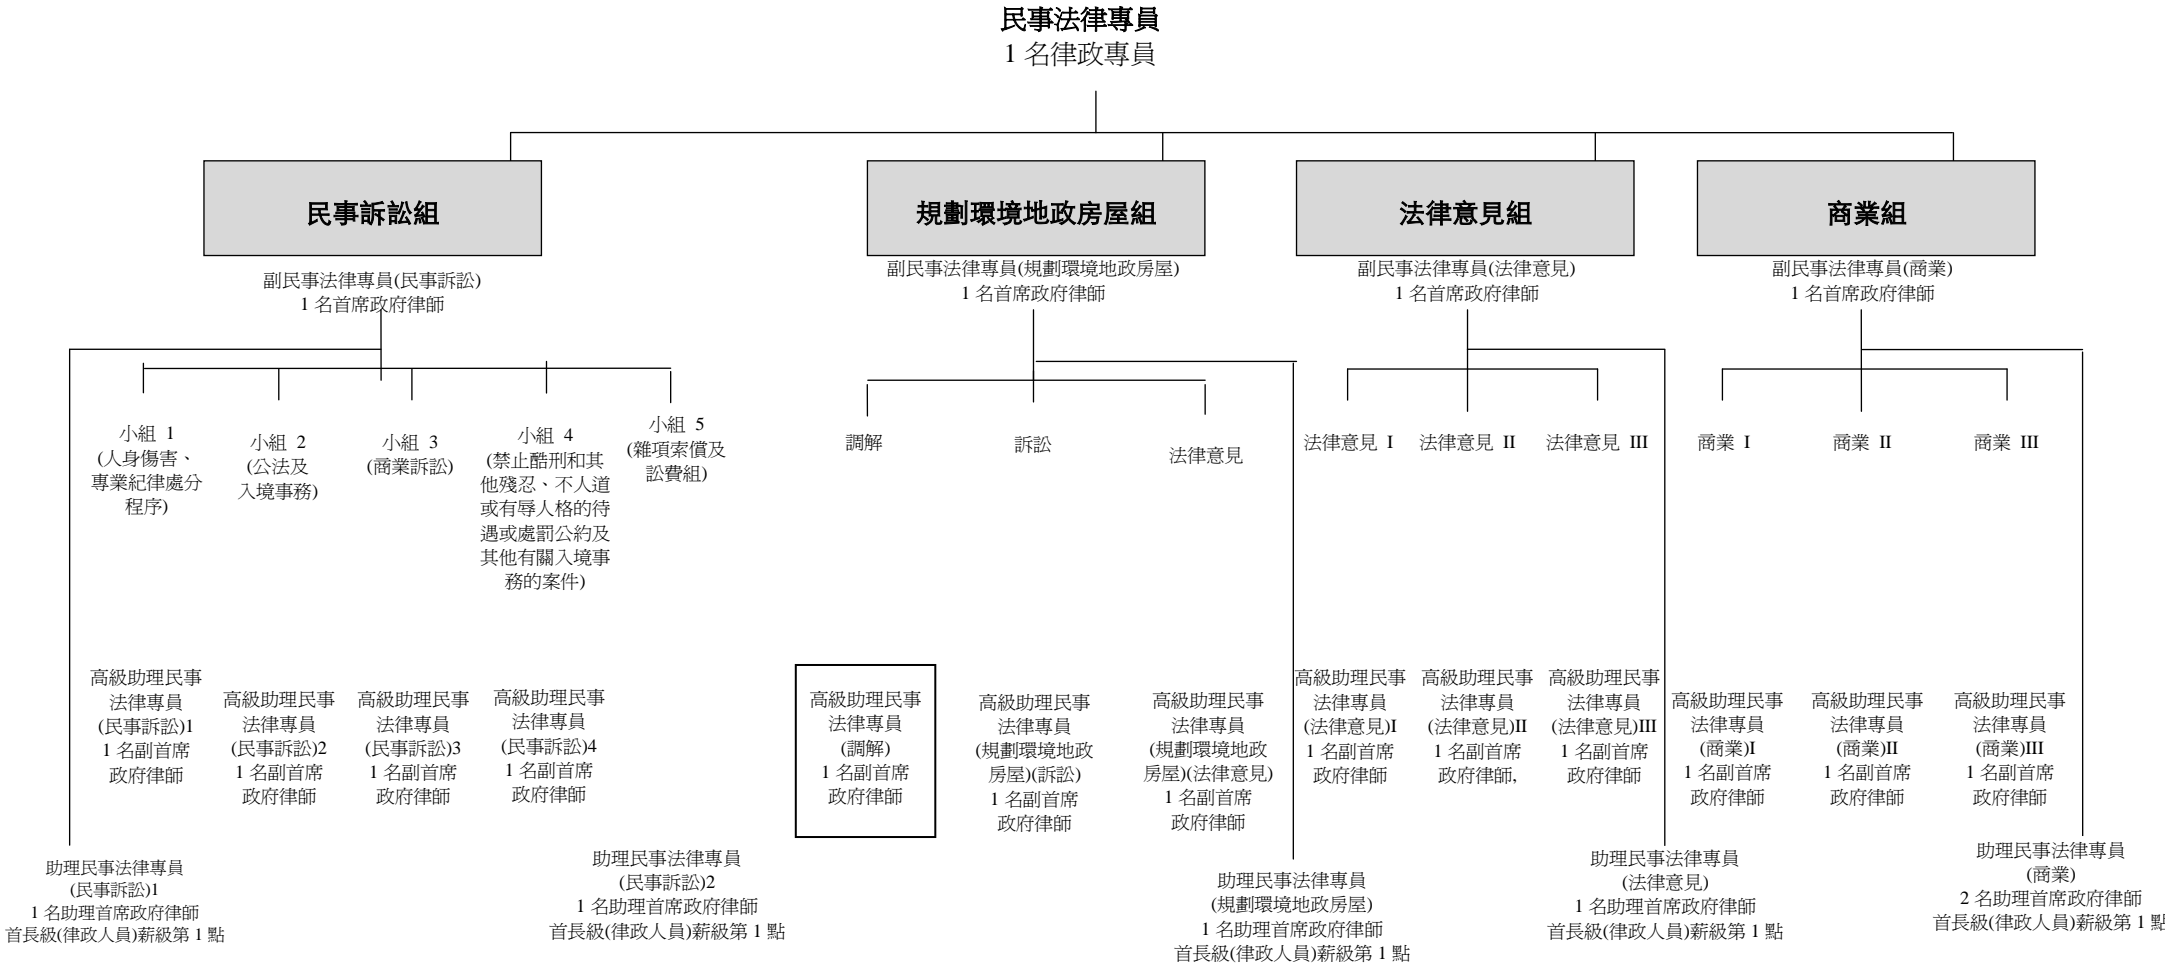 民事法律專員
1 名律政專員
民事訴訟組
副民事法律專員(民事訴訟)
1 名首席政府律師
規劃環境地政房屋組
副民事法律專員(規劃環境地政房屋)
1 名首席政府律師
法律意見組
副民事法律專員(法律意見)
1 名首席政府律師
商業組
副民事法律專員(商業)
1 名首席政府律師
小組 1
(人身傷害、
專業紀律處分
程序)
小組 2
(公法及
入境事務)
小組 3
(商業訴訟)
小組 4
(禁止酷刑和其
他殘忍、不人道
或有辱人格的待
遇或處罰公約及
其他有關入境事
務的案件)
小組 5
(雜項索償及
訟費組)
調解
訴訟
法律意見
法律意見 I
法律意見 II
法律意見 III
商業 I
商業 II
商業 III
高級助理民事
法律專員
(民事訴訟)1
1 名副首席
政府律師
高級助理民事
法律專員
(民事訴訟)2
1 名副首席
政府律師
高級助理民事
法律專員
(民事訴訟)3
1 名副首席
政府律師
高級助理民事
法律專員
(民事訴訟)4
1 名副首席
政府律師
高級助理民事
法律專員
(調解)
1 名副首席
政府律師
高級助理民事
法律專員
(規劃環境地政
房屋)(訴訟)
1 名副首席
政府律師
高級助理民事
法律專員
(規劃環境地政
房屋)(法律意見)
1 名副首席
政府律師
高級助理民事
法律專員
(法律意見)I
1 名副首席
政府律師
高級助理民事
法律專員
(法律意見)II
1 名副首席
政府律師,
高級助理民事
法律專員
(法律意見)III
1 名副首席
政府律師
高級助理民事
法律專員
(商業)I
1 名副首席
政府律師
高級助理民事
法律專員
(商業)II
1 名副首席
政府律師
高級助理民事
法律專員
(商業)III
1 名副首席
政府律師
助理民事法律專員
(民事訴訟)1
1 名助理首席政府律師
首長級(律政人員)薪級第 1 點
助理民事法律專員
(民事訴訟)2
1 名助理首席政府律師
首長級(律政人員)薪級第 1 點
助理民事法律專員
(規劃環境地政房屋)
1 名助理首席政府律師
首長級(律政人員)薪級第 1 點
助理民事法律專員
(法律意見)
1 名助理首席政府律師
首長級(律政人員)薪級第 1 點
助理民事法律專員
(商業)
2 名助理首席政府律師
首長級(律政人員)薪級第 1 點